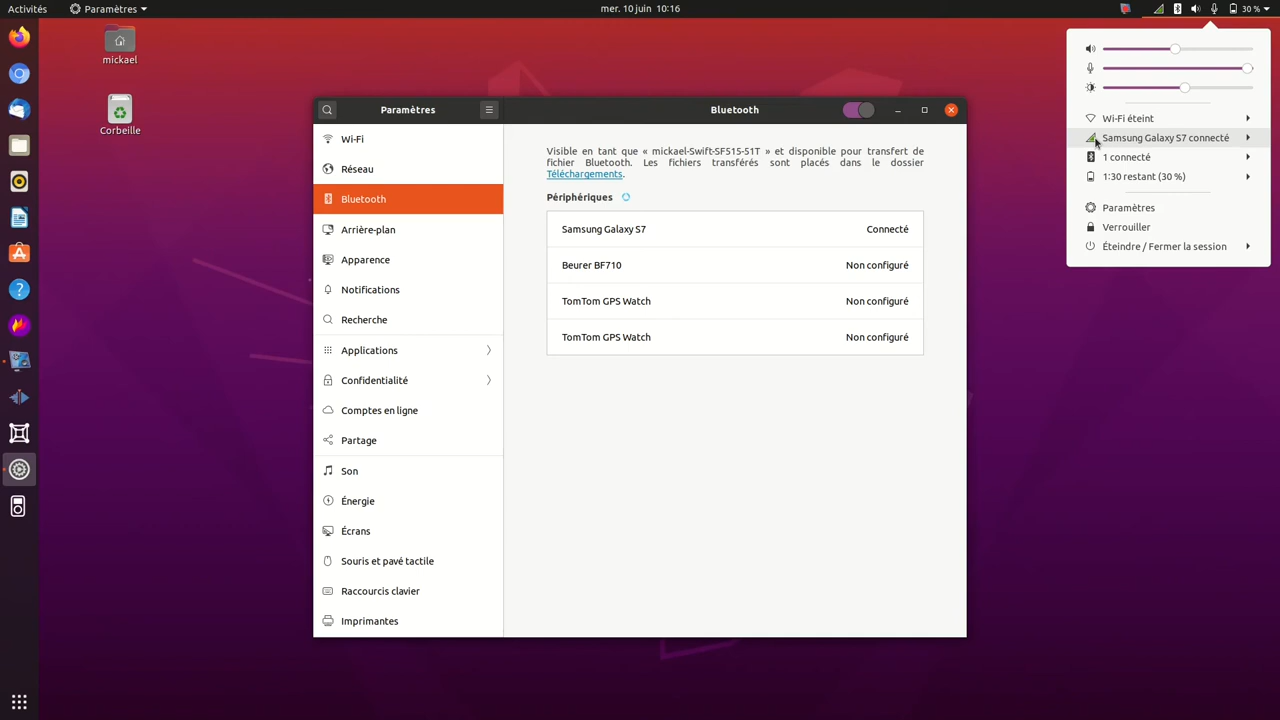 Activités
Paramètres
mer. 10 juin 10:16
30 %
mickael
Corbeille
Paramètres
Bluetooth
Wi-Fi
Réseau
Bluetooth
Arrière-plan
Apparence
Notifications
Recherche
Applications
Confidentialité
Comptes en ligne
Partage
Son
Énergie
Écrans
Souris et pavé tactile
Raccourcis clavier
Imprimantes
Visible en tant que « mickael-Swift-SF515-51T » et disponible pour transfert de
fichier Bluetooth. Les fichiers transférés sont placés dans le dossier
Téléchargements.
Périphériques
Samsung Galaxy S7 Connecté
Beurer BF710 Non configuré
TomTom GPS Watch Non configuré
TomTom GPS Watch Non configuré
Wi-Fi éteint
Samsung Galaxy S7 connecté
1 connecté
1:30 restant (30 %)
Paramètres
Verrouiller
Éteindre / Fermer la session